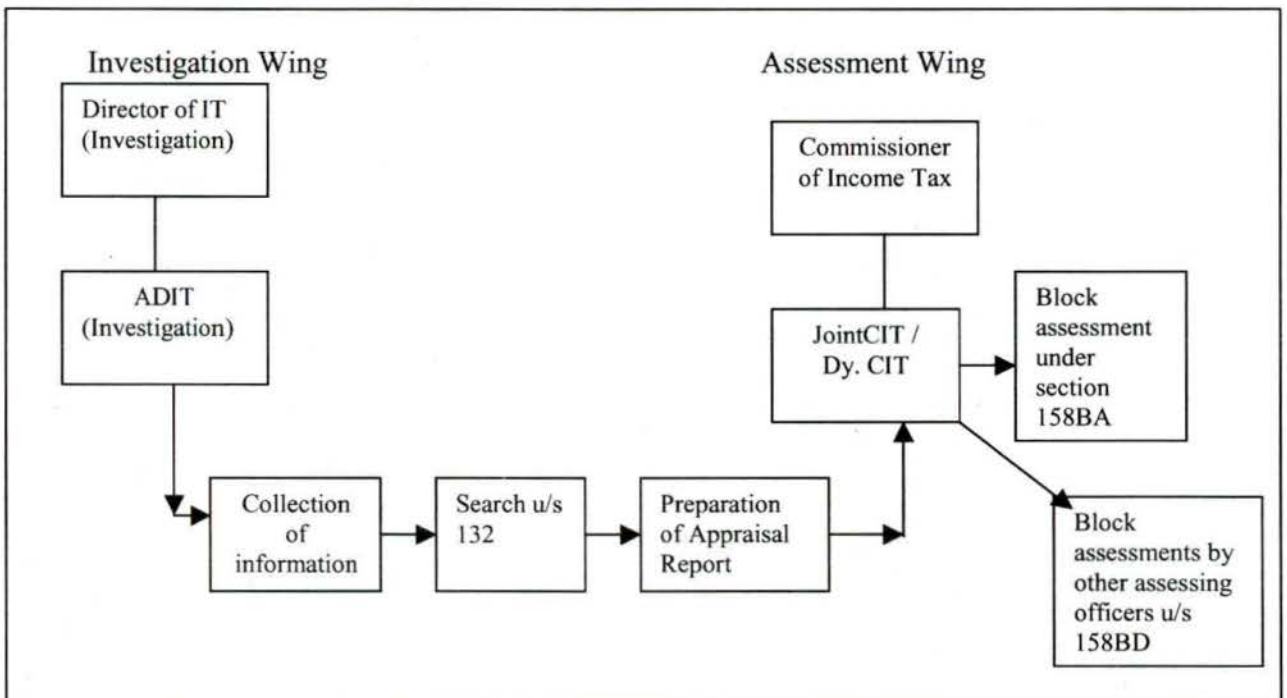 Investigation Wing
Director of IT
(Investigation)
ADIT
(Investigation)
Collection
of
information
Search u/s
132
Preparation
of Appraisal
Report
Assessment Wing
Commissioner
of Income Tax
JointCIT /
Dy. CIT
Block
assessment
under
section
158BA
Block
assessments by
other assessing
officers u/s
158BD